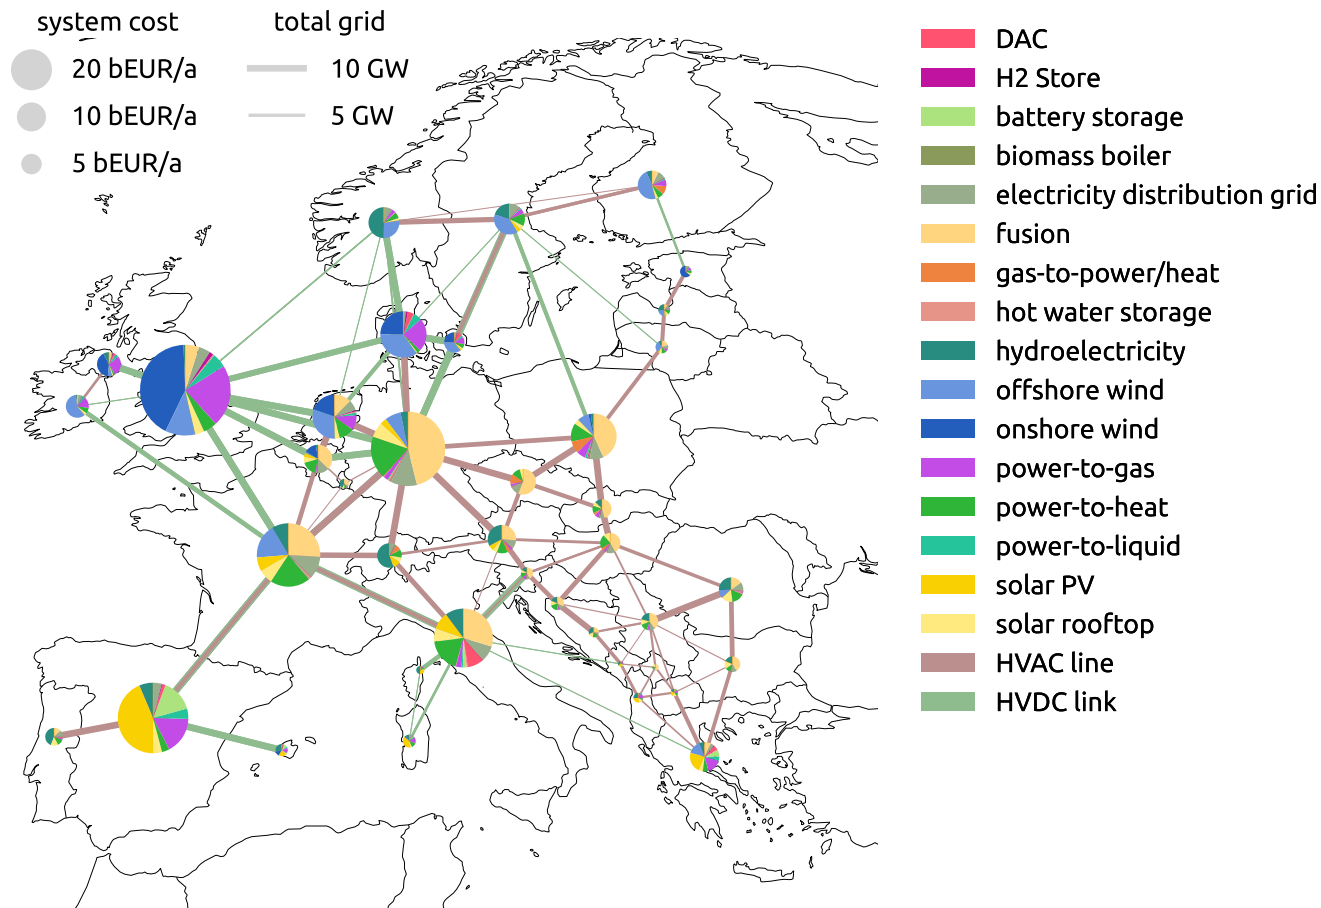 system cost
20 bEUR/a
10 bEUR/a
5 bEUR/a
total grid
10 GW
5 GW
DAC
H2 Store
battery storage
biomass boiler
electricity distribution grid
fusion
gas-to-power/heat
hot water storage
hydroelectricity
offshore wind
onshore wind
power-to-gas
power-to-heat
power-to-liquid
solar PV
solar rooftop
HVAC line
HVDC link